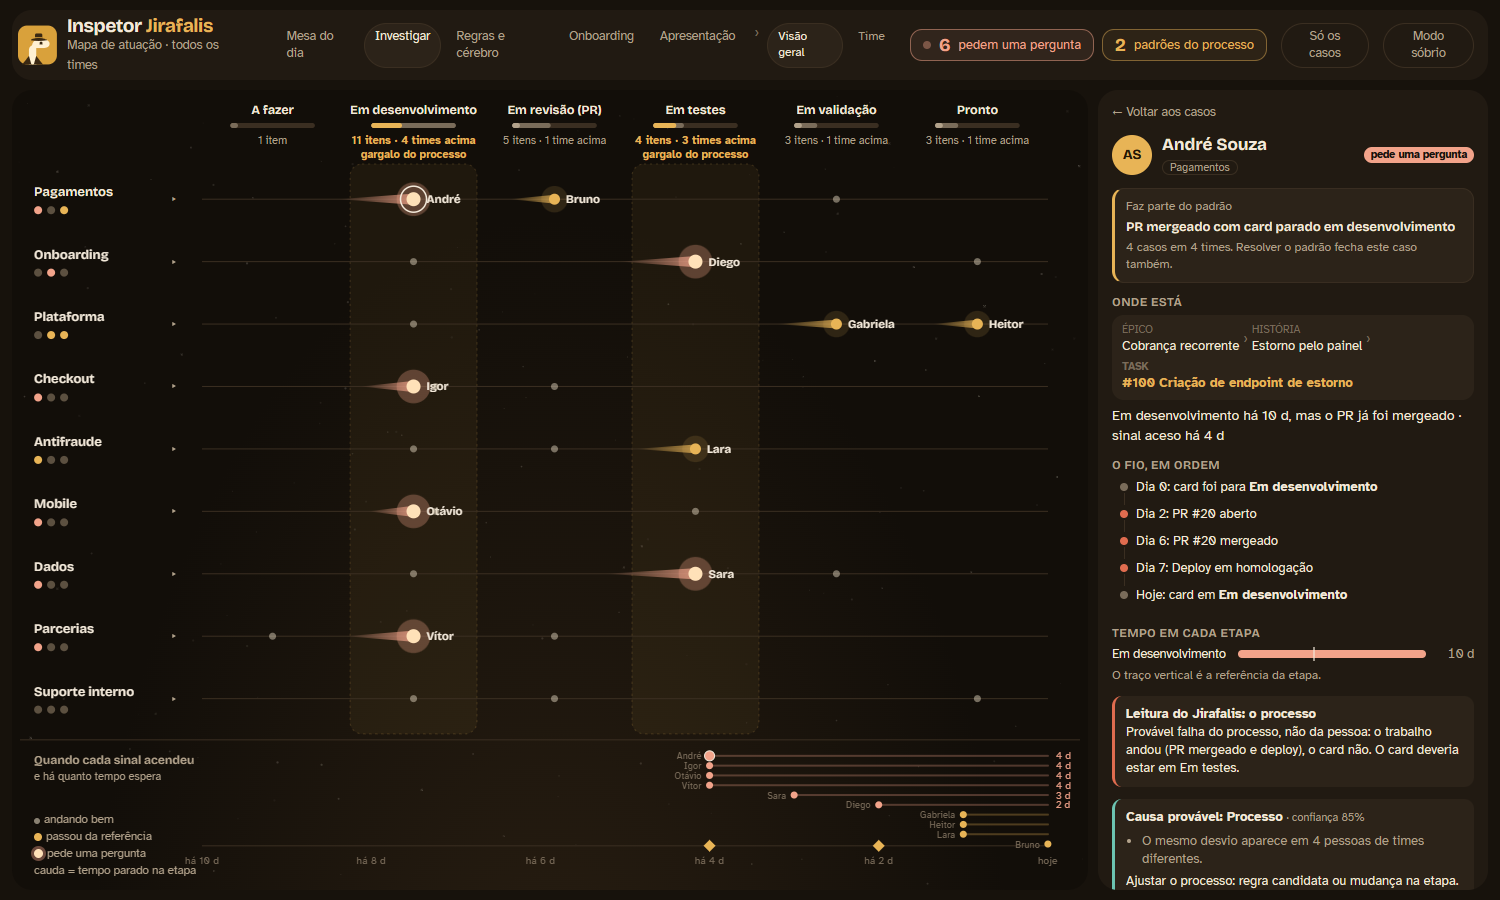 Inspetor Jirafalis
Mapa de atuação · todos os times
Mesa do dia
Investigar
Regras e cérebro
Onboarding
Apresentação
›
Visão geral
Time
6 pedem uma pergunta
2 padrões do processo
Só os casos
Modo sóbrio
A fazer
1 item
Em desenvolvimento
11 itens · 4 times acima
gargalo do processo
Em revisão (PR)
5 itens · 1 time acima
Em testes
4 itens · 3 times acima
gargalo do processo
Em validação
3 itens · 1 time acima
Pronto
3 itens · 1 time acima
Pagamentos
André
Bruno
Onboarding
Diego
Plataforma
Gabriela
Heitor
Checkout
Igor
Antifraude
Lara
Mobile
Otávio
Dados
Sara
Parcerias
Vítor
Suporte interno
Quando cada sinal acendeu
e há quanto tempo espera
André 4 d
Igor 4 d
Otávio 4 d
Vítor 4 d
Sara 3 d
Diego 2 d
Gabriela
Heitor
Lara
Bruno
andando bem
passou da referência
pede uma pergunta
cauda = tempo parado na etapa
há 10 d
há 8 d
há 6 d
há 4 d
há 2 d
hoje
← Voltar aos casos
AS
André Souza
Pagamentos
pede uma pergunta
Faz parte do padrão
PR mergeado com card parado em desenvolvimento
4 casos em 4 times. Resolver o padrão fecha este caso
também.
ONDE ESTÁ
ÉPICO
Cobrança recorrente ›
HISTÓRIA
Estorno pelo painel ›
TASK
#100 Criação de endpoint de estorno
Em desenvolvimento há 10 d, mas o PR já foi mergeado ·
sinal aceso há 4 d
O FIO, EM ORDEM
Dia 0: card foi para Em desenvolvimento
Dia 2: PR #20 aberto
Dia 6: PR #20 mergeado
Dia 7: Deploy em homologação
Hoje: card em Em desenvolvimento
TEMPO EM CADA ETAPA
Em desenvolvimento 10 d
O traço vertical é a referência da etapa.
Leitura do Jirafalis: o processo
Provável falha do processo, não da pessoa: o trabalho
andou (PR mergeado e deploy), o card não. O card deveria
estar em Em testes.
Causa provável: Processo · confiança 85%
• O mesmo desvio aparece em 4 pessoas de times
diferentes.
Ajustar o processo: regra candidata ou mudança na etapa.